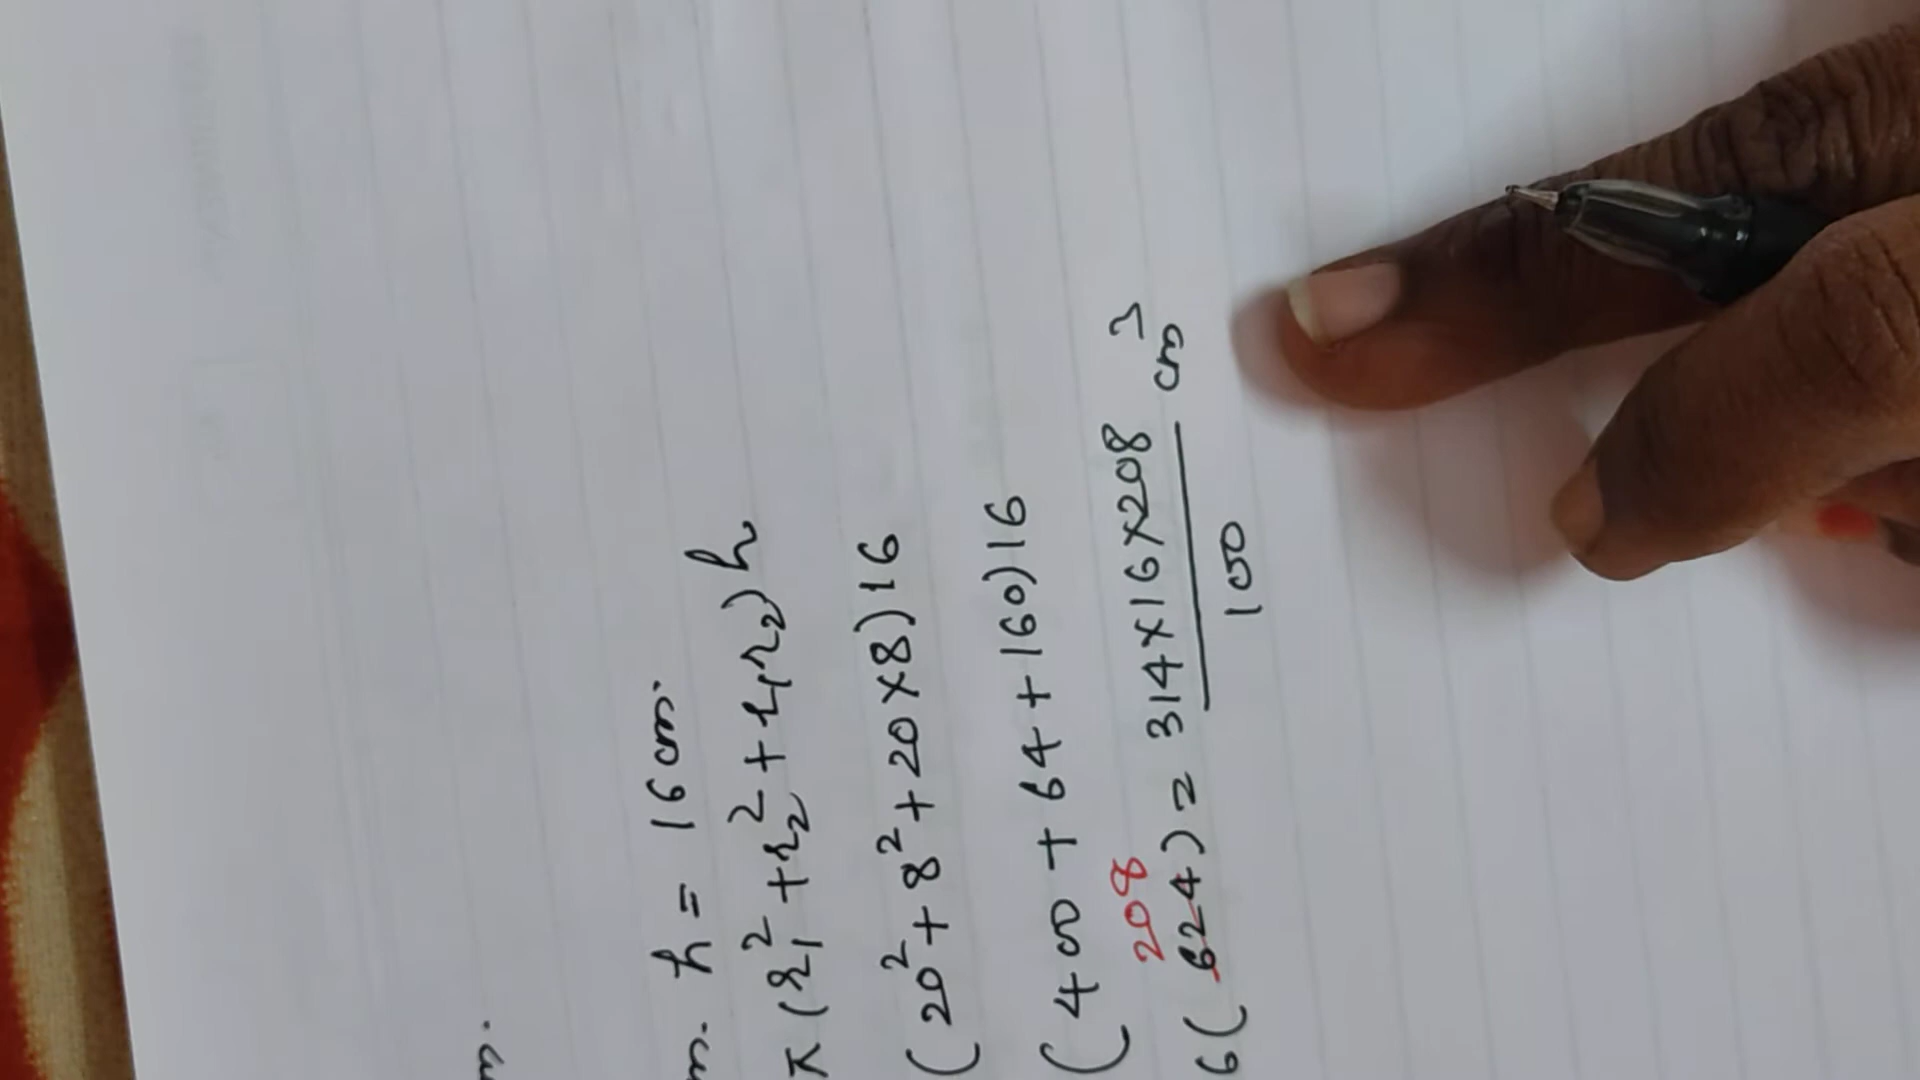 m.
m. h = 16 cm.
π (r₁² + r₂² + r₁r₂) h
(20² + 8² + 20 × 8) 16
(400 + 64 + 160) 16
208
6 ( 624 ) = 314 × 16 × 208 cm³
100